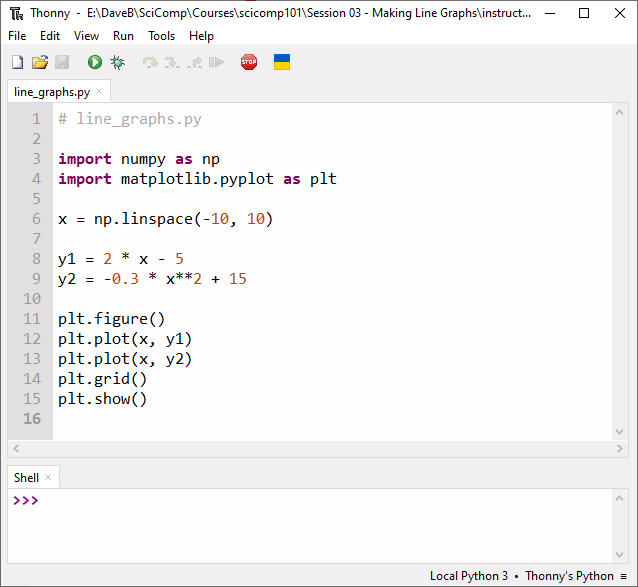 Thonny - E:\DaveB\SciComp\Courses\scicomp101\Session 03 - Making Line Graphs\instruct...
File Edit View Run Tools Help
STOP
line_graphs.py ×
1 # line_graphs.py
2
3 import numpy as np
4 import matplotlib.pyplot as plt
5
6 x = np.linspace(-10, 10)
7
8 y1 = 2 * x - 5
9 y2 = -0.3 * x**2 + 15
10
11 plt.figure()
12 plt.plot(x, y1)
13 plt.plot(x, y2)
14 plt.grid()
15 plt.show()
16
Shell ×
>>>
Local Python 3 • Thonny's Python ≡